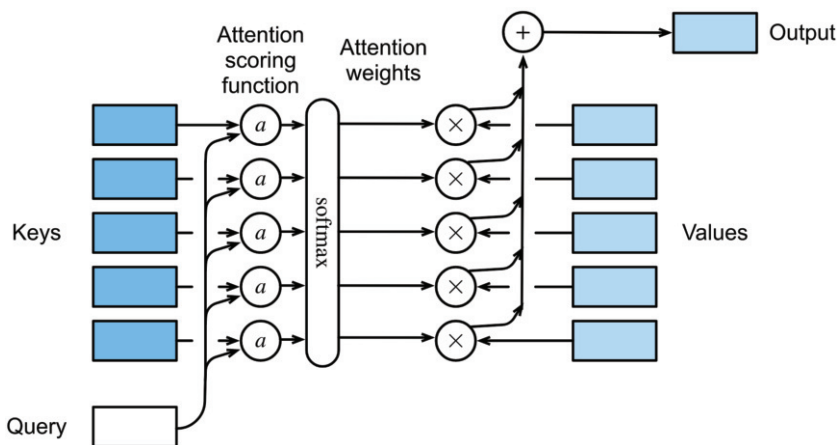 Attention
scoring
function
Attention
weights
+
Output
a
×
a
×
Keys
a
softmax
×
Values
a
×
a
×
Query